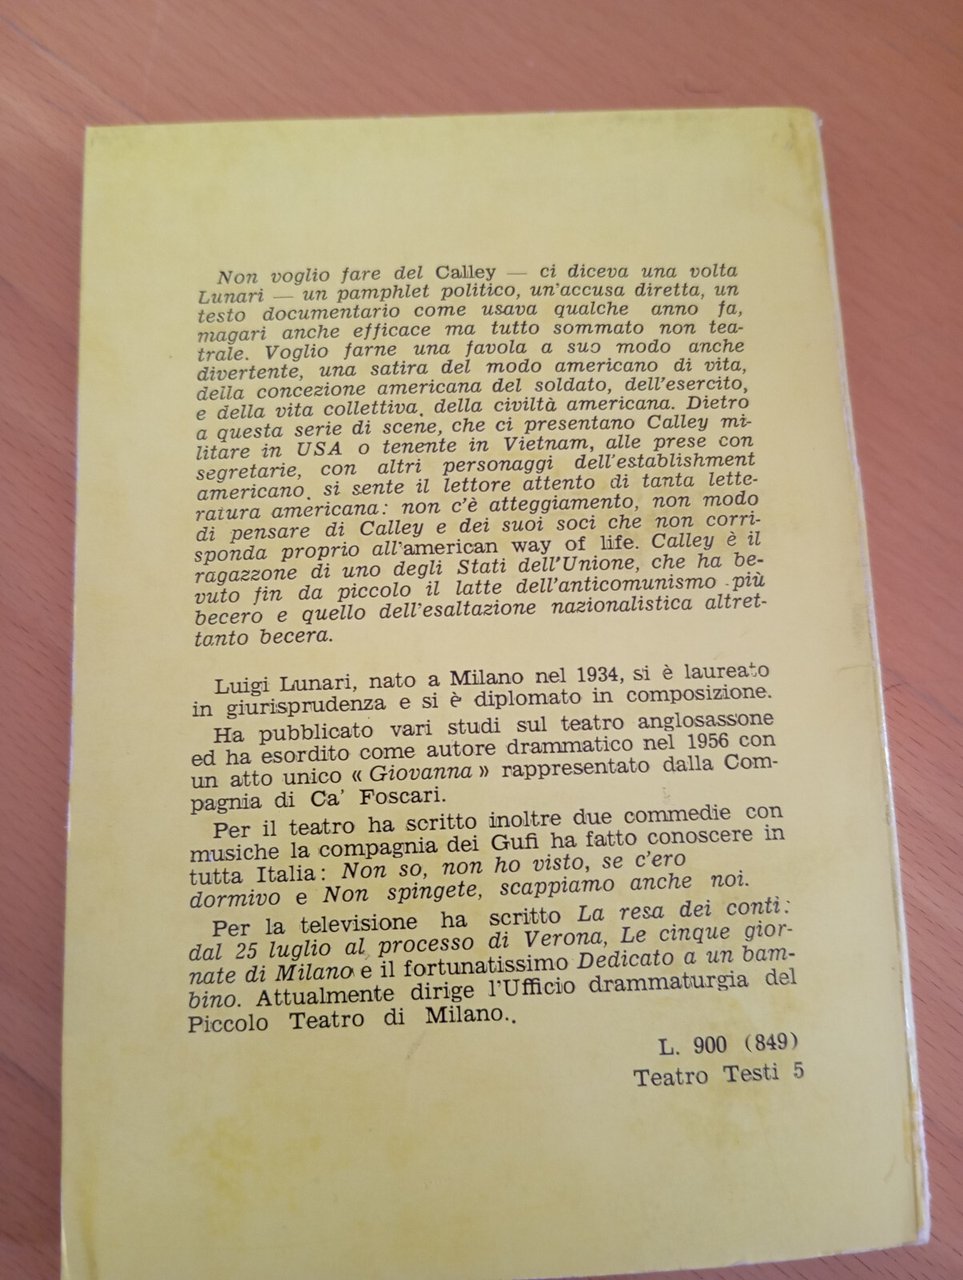 Non voglio fare del Calley — ci diceva una volta
Lunari — un pamphlet politico, un'accusa diretta, un
testo documentario come usava qualche anno fa,
magari anche efficace ma tutto sommato non tea-
trale. Voglio farne una favola a suo modo anche
divertente, una satira del modo americano di vita,
della concezione americana del soldato, dell'esercito,
e della vita collettiva, della civiltà americana. Dietro
a questa serie di scene, che ci presentano Calley mi-
litare in USA o tenente in Vietnam, alle prese con
segretarie, con altri personaggi dell'establishment
americano, si sente il lettore attento di tanta lette-
ratura americana: non c'è atteggiamento, non modo
di pensare di Calley e dei suoi soci che non corri-
sponda proprio all'american way of life. Calley è il
ragazzone di uno degli Stati dell'Unione, che ha be-
vuto fin da piccolo il latte dell'anticomunismo più
becero e quello dell'esaltazione nazionalistica altret-
tanto becera.
Luigi Lunari, nato a Milano nel 1934, si è laureato
in giurisprudenza e si è diplomato in composizione.
Ha pubblicato vari studi sul teatro anglosassone
ed ha esordito come autore drammatico nel 1956 con
un atto unico « Giovanna » rappresentato dalla Com-
pagnia di Ca' Foscari.
Per il teatro ha scritto inoltre due commedie con
musiche la compagnia dei Gufi ha fatto conoscere in
tutta Italia: Non so, non ho visto, se c'ero
dormivo e Non spingete, scappiamo anche noi.
Per la televisione ha scritto La resa dei conti:
dal 25 luglio al processo di Verona, Le cinque gior-
nate di Milano e il fortunatissimo Dedicato a un bam-
bino. Attualmente dirige l'Ufficio drammaturgia del
Piccolo Teatro di Milano..
L. 900 (849)
Teatro Testi 5